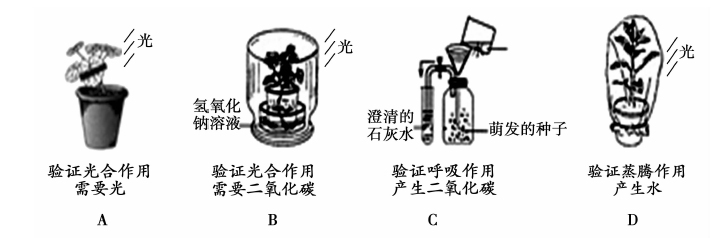 光
验证光合作用
需要光
A
氢氧化
钠溶液
光
验证光合作用
需要二氧化碳
B
澄清的
石灰水
萌发的种子
验证呼吸作用
产生二氧化碳
C
光
验证蒸腾作用
产生水
D